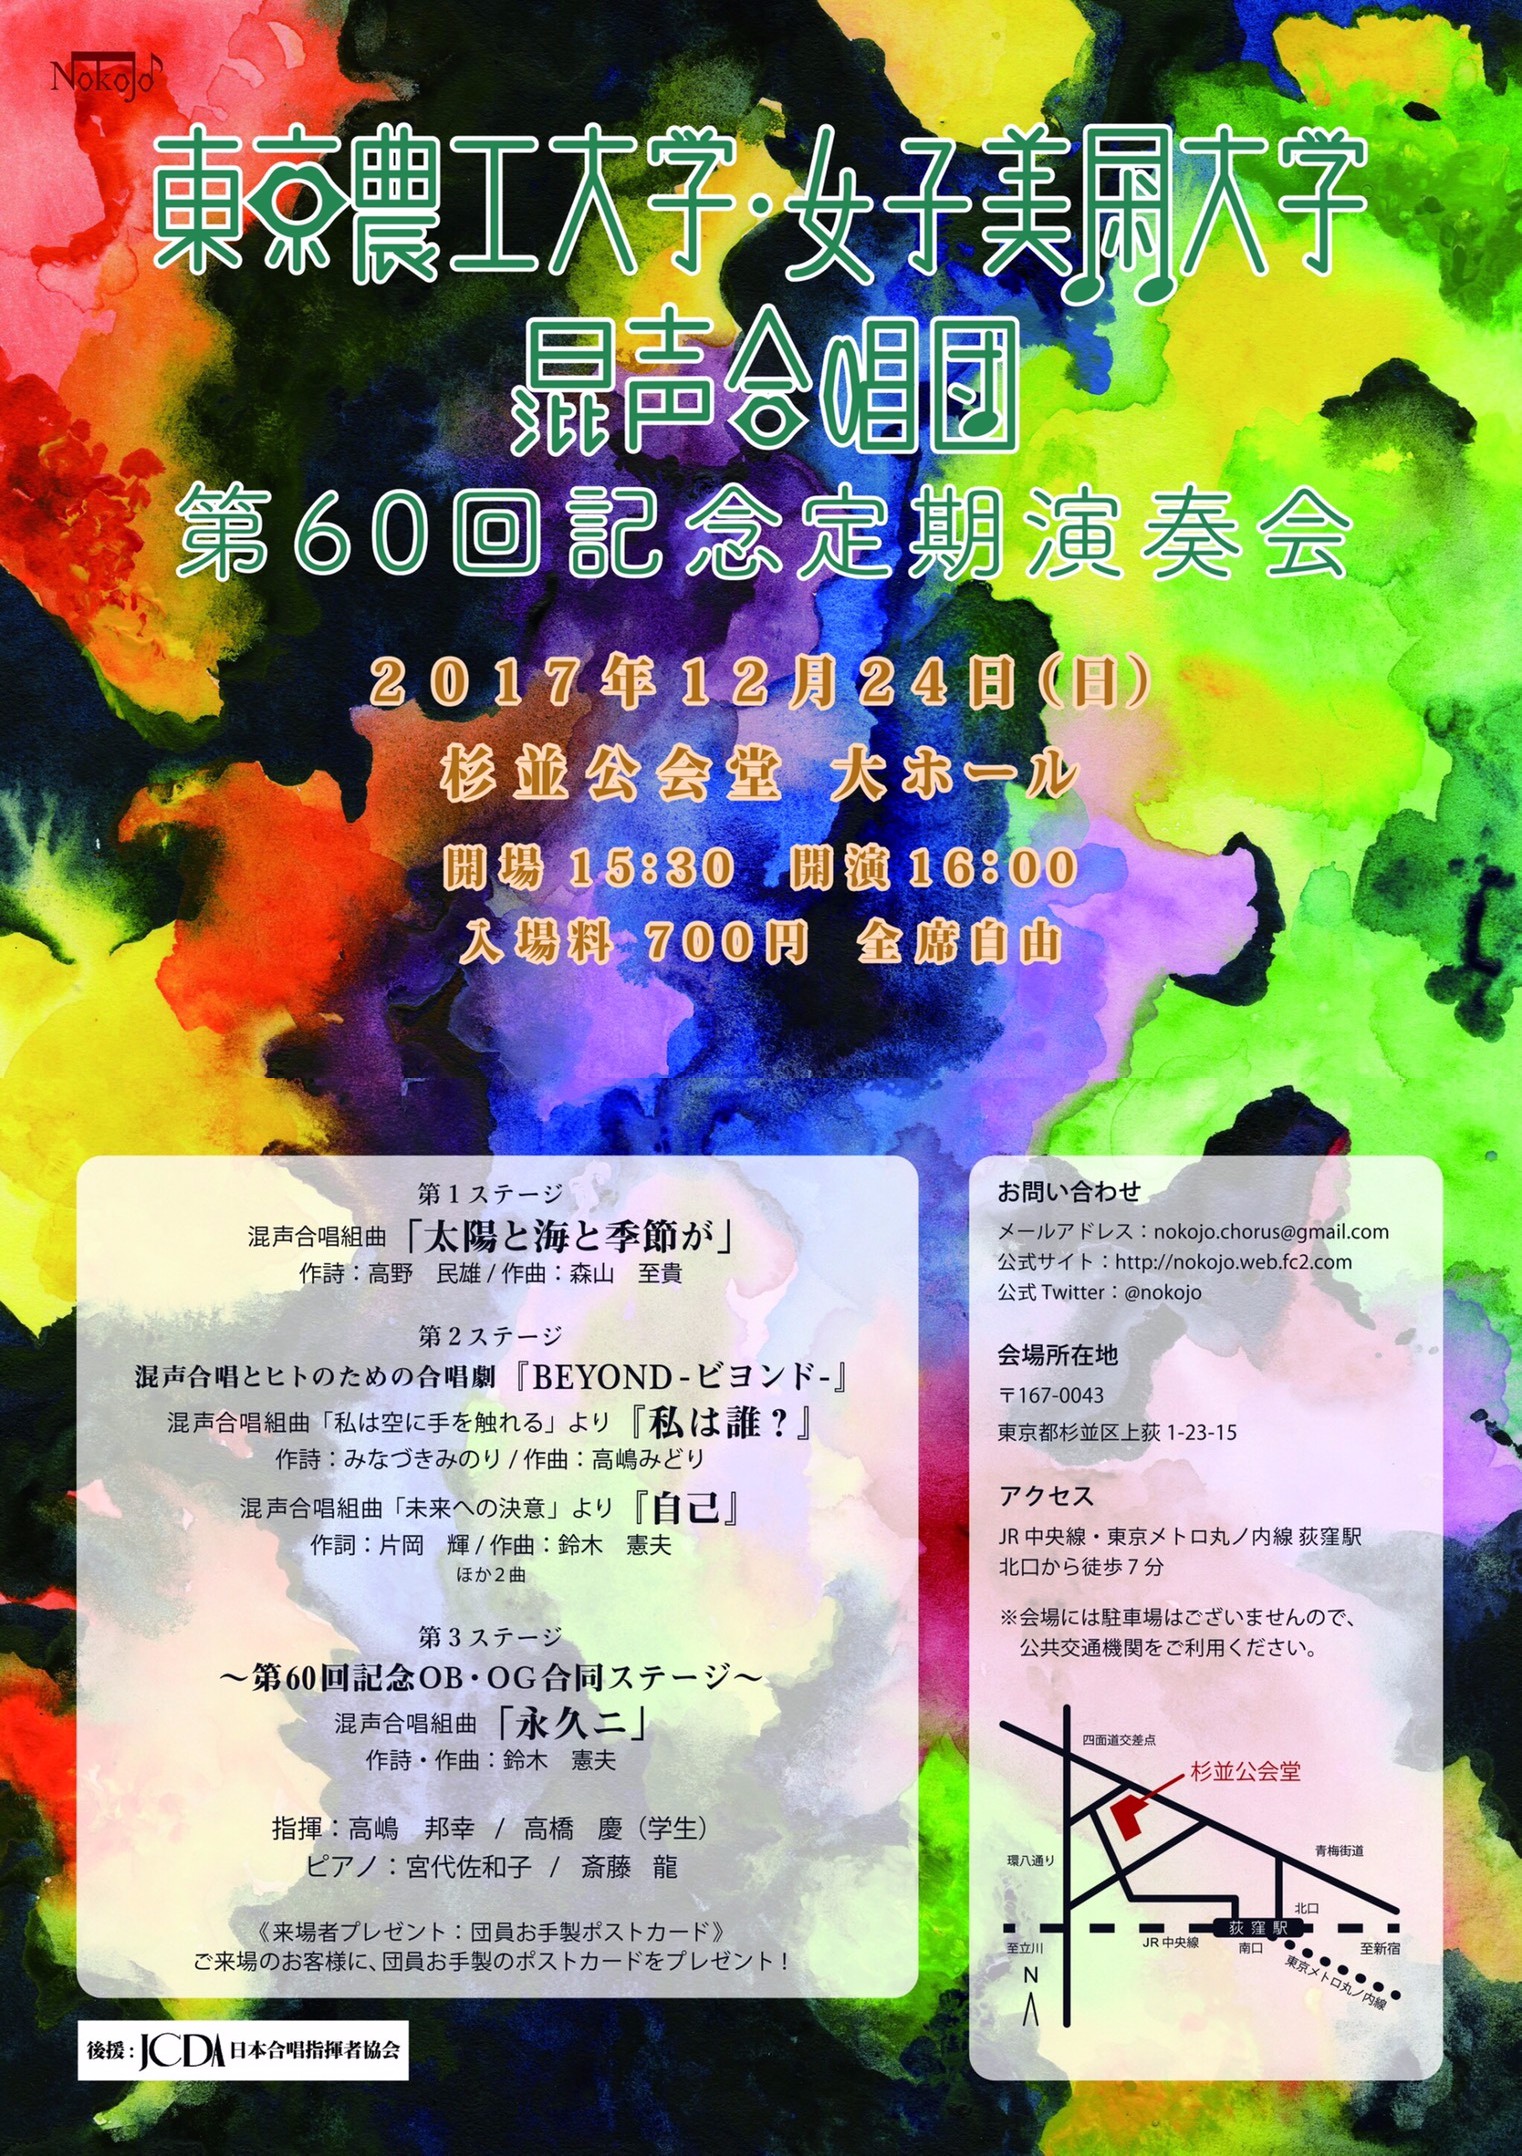 Nokojo
東京農工大学・女子美術大学
混声合唱団
第60回記念定期演奏会
2017年12月24日(日)
杉並公会堂 大ホール
開場 15:30 開演 16:00
入場料 700円 全席自由
第1ステージ
混声合唱組曲「太陽と海と季節が」
作詩：高野 民雄 / 作曲：森山 至貴
第2ステージ
混声合唱とヒトのための合唱劇『BEYOND-ビヨンド-』
混声合唱組曲「私は空に手を触れる」より『私は誰？』
作詩：みなづきみのり / 作曲：高嶋みどり
混声合唱組曲「未来への決意」より『自己』
作詞：片岡 輝 / 作曲：鈴木 憲夫
ほか2曲
第3ステージ
～第60回記念OB・OG合同ステージ～
混声合唱組曲「永久ニ」
作詩・作曲：鈴木 憲夫
指揮：高嶋 邦幸 / 高橋 慶（学生）
ピアノ：宮代佐和子 / 斎藤 龍
《来場者プレゼント：団員お手製ポストカード》
ご来場のお客様に、団員お手製のポストカードをプレゼント！
後援：JCDA 日本合唱指揮者協会
お問い合わせ
メールアドレス：nokojo.chorus@gmail.com
公式サイト：http://nokojo.web.fc2.com
公式 Twitter：@nokojo
会場所在地
〒167-0043
東京都杉並区上荻 1-23-15
アクセス
JR 中央線・東京メトロ丸ノ内線 荻窪駅
北口から徒歩 7 分
※会場には駐車場はございませんので、
公共交通機関をご利用ください。
四面道交差点
杉並公会堂
環八通り
青梅街道
北口
荻窪駅
至立川
JR 中央線
南口
至新宿
東京メトロ丸ノ内線
N